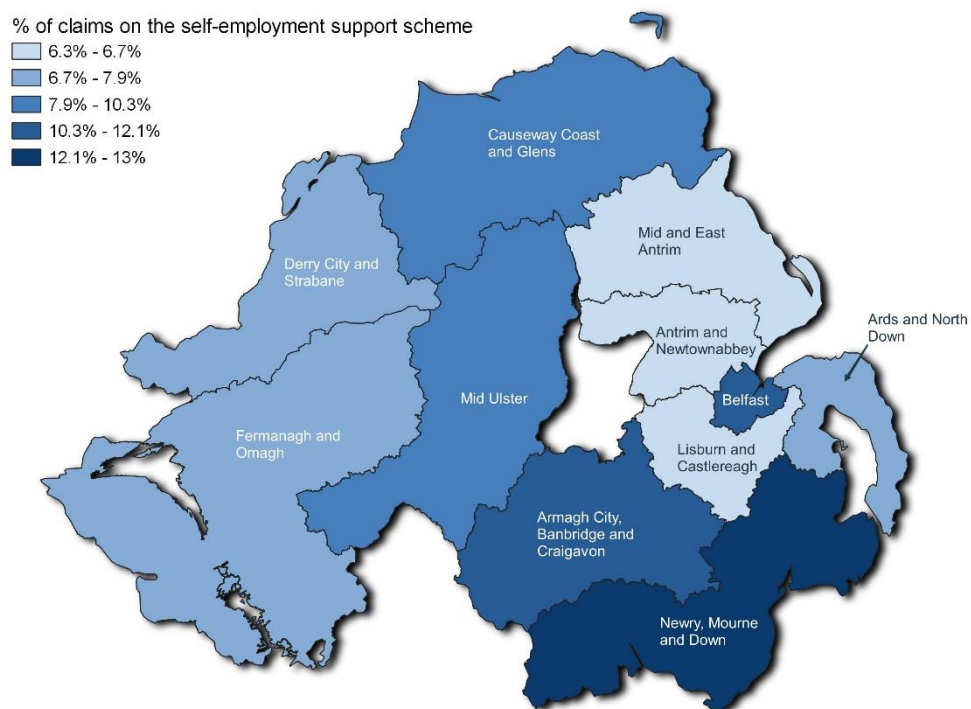 % of claims on the self-employment support scheme
6.3% - 6.7%
6.7% - 7.9%
7.9% - 10.3%
10.3% - 12.1%
12.1% - 13%
Causeway Coast
and Glens
Mid and East
Antrim
Derry City and
Strabane
Ards and North
Down
Antrim and
Newtownabbey
Mid Ulster
Belfast
Fermanagh and
Omagh
Lisburn and
Castlereagh
Armagh City,
Banbridge and
Craigavon
Newry, Mourne
and Down